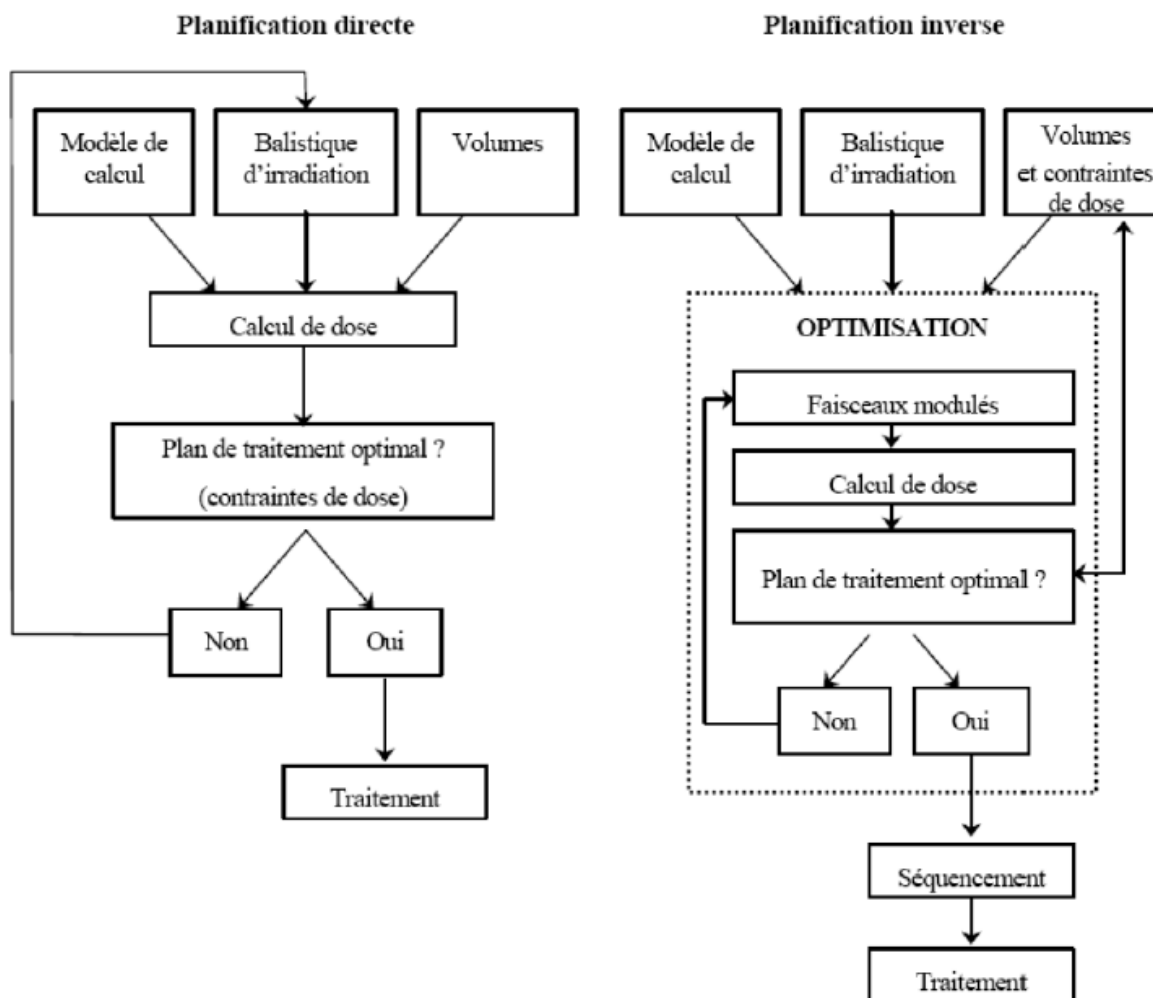 Planification directe
Modèle de
calcul
Balistique
d’irradiation
Volumes
Calcul de dose
Plan de traitement optimal ?
(contraintes de dose)
Non
Oui
Traitement
Planification inverse
Modèle de
calcul
Balistique
d’irradiation
Volumes
et contraintes
de dose
OPTIMISATION
Faisceaux modulés
Calcul de dose
Plan de traitement optimal ?
Non
Oui
Séquencement
Traitement